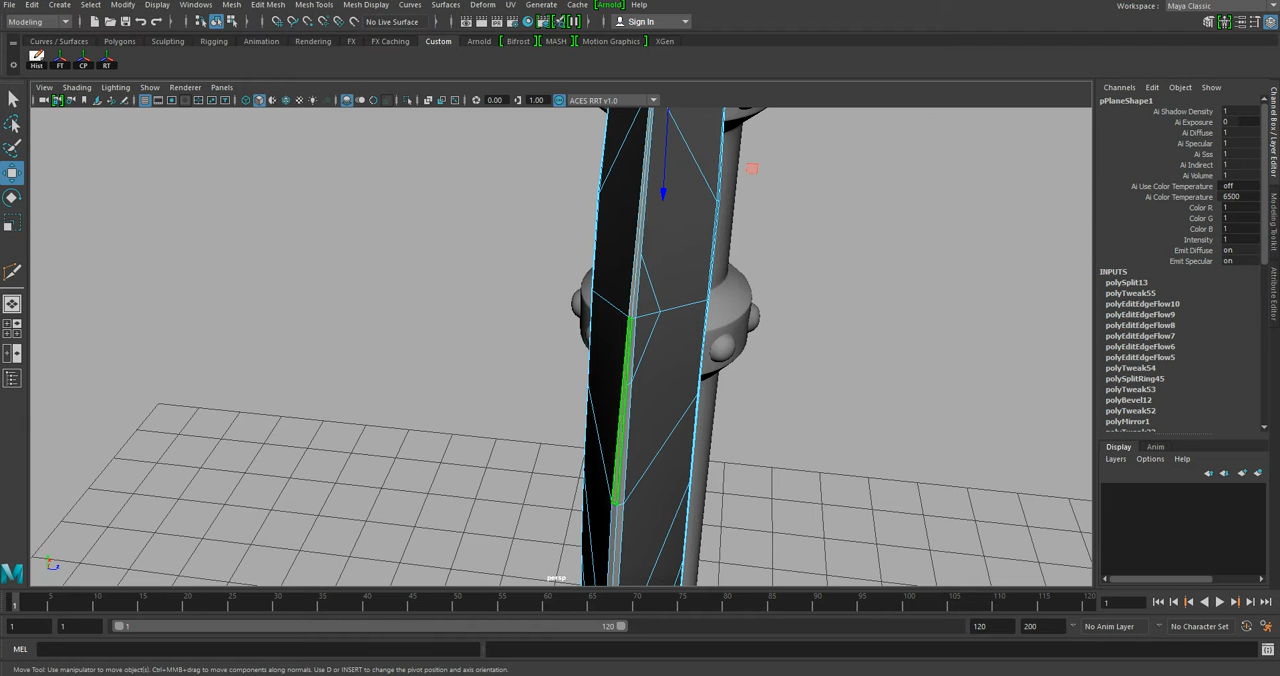 File Edit Create Select Modify Display Windows Mesh Edit Mesh Mesh Tools Mesh Display Curves Surfaces Deform UV Generate Cache Arnold Help
Workspace : Maya Classic
Modeling
No Live Surface
Sign In
Curves / Surfaces Polygons Sculpting Rigging Animation Rendering FX FX Caching Custom Arnold Bifrost MASH Motion Graphics XGen
Hist FT CP RT
View Shading Lighting Show Renderer Panels
0.00 1.00 ACES RRT v1.0
Channels Edit Object Show
pPlaneShape1
Ai Shadow Density 1
Ai Exposure 0
Ai Diffuse 1
Ai Specular 1
Ai Sss 1
Ai Indirect 1
Ai Volume 1
Ai Use Color Temperature off
Ai Color Temperature 6500
Color R 1
Color G 1
Color B 1
Intensity 1
Emit Diffuse on
Emit Specular on
INPUTS
polySplit13
polyTweak55
polyEditEdgeFlow10
polyEditEdgeFlow9
polyEditEdgeFlow8
polyEditEdgeFlow7
polyEditEdgeFlow6
polyEditEdgeFlow5
polyTweak54
polySplitRing45
polyTweak53
polyBevel12
polyTweak52
polyMirror1
Channel Box / Layer Editor
Modeling Toolkit
Attribute Editor
Display Anim
Layers Options Help
persp
5 10 15 20 25 30 35 40 45 50 55 60 65 70 75 80 85 90 95 100 105 110 115 120
1
1
1 1 1 120 120 200 No Anim Layer No Character Set
MEL
Move Tool: Use manipulator to move object(s). Ctrl+MMB+drag to move components along normals. Use D or INSERT to change the pivot position and axis orientation.